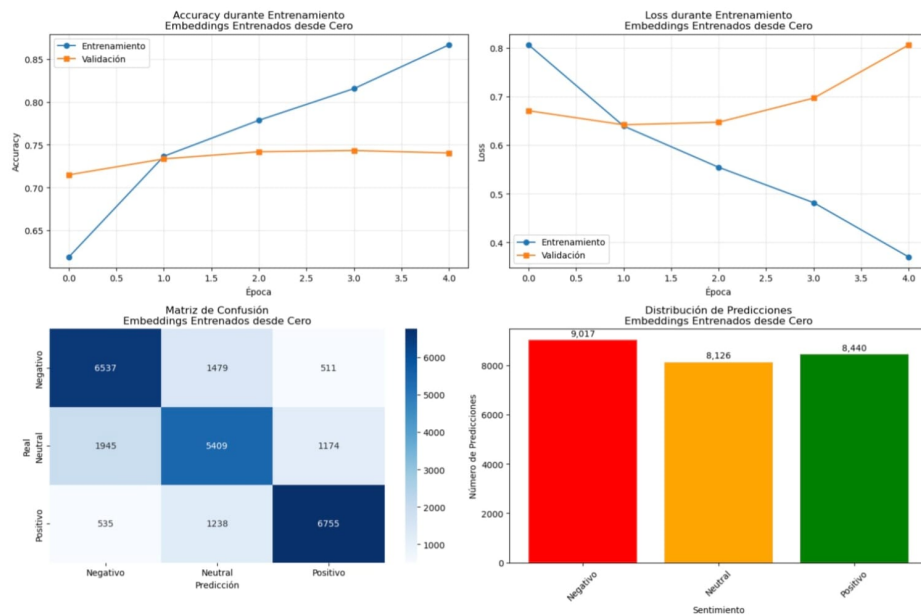 Accuracy durante Entrenamiento
Embeddings Entrenados desde Cero
Entrenamiento
Validación
0.85
0.80
0.75
0.70
0.65
Accuracy
0.0 0.5 1.0 1.5 2.0 2.5 3.0 3.5 4.0
Época
Loss durante Entrenamiento
Embeddings Entrenados desde Cero
0.8
0.7
0.6
0.5
0.4
Loss
Entrenamiento
Validación
0.0 0.5 1.0 1.5 2.0 2.5 3.0 3.5 4.0
Época
Matriz de Confusión
Embeddings Entrenados desde Cero
Real
Negativo
6537 1479 511
Neutral
1945 5409 1174
Positivo
535 1238 6755
Negativo Neutral Positivo
Predicción
6000
5000
4000
3000
2000
1000
Distribución de Predicciones
Embeddings Entrenados desde Cero
9,017
8,126
8,440
8000
6000
4000
2000
0
Número de Predicciones
Negativo
Neutral
Positivo
Sentimiento